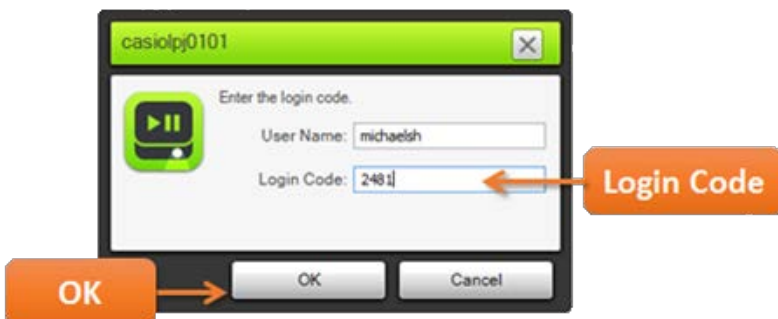 casiolpj0101
Enter the login code.
User Name: michaelsh
Login Code: 2481
Login Code
OK
OK Cancel